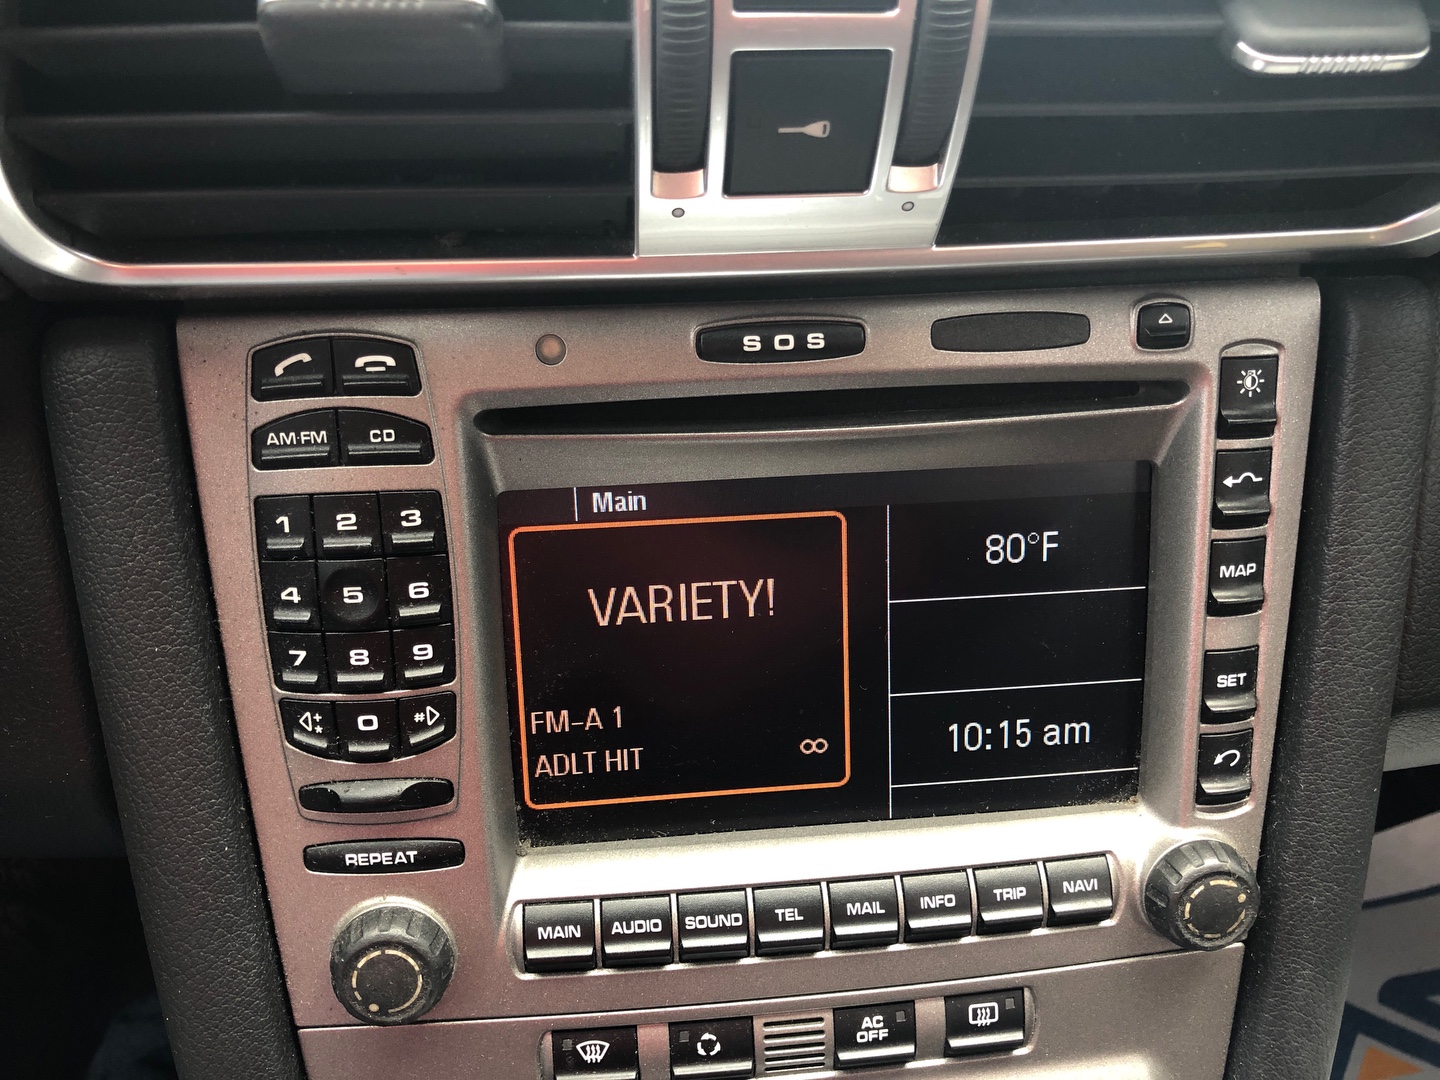 SOS
AM·FM
CD
1
2
3
4
5
6
7
8
9
+
*
0
#
REPEAT
Main
VARIETY!
FM-A 1
ADLT HIT
∞
80°F
10:15 am
MAP
SET
MAIN
AUDIO
SOUND
TEL
MAIL
INFO
TRIP
NAVI
AC
OFF